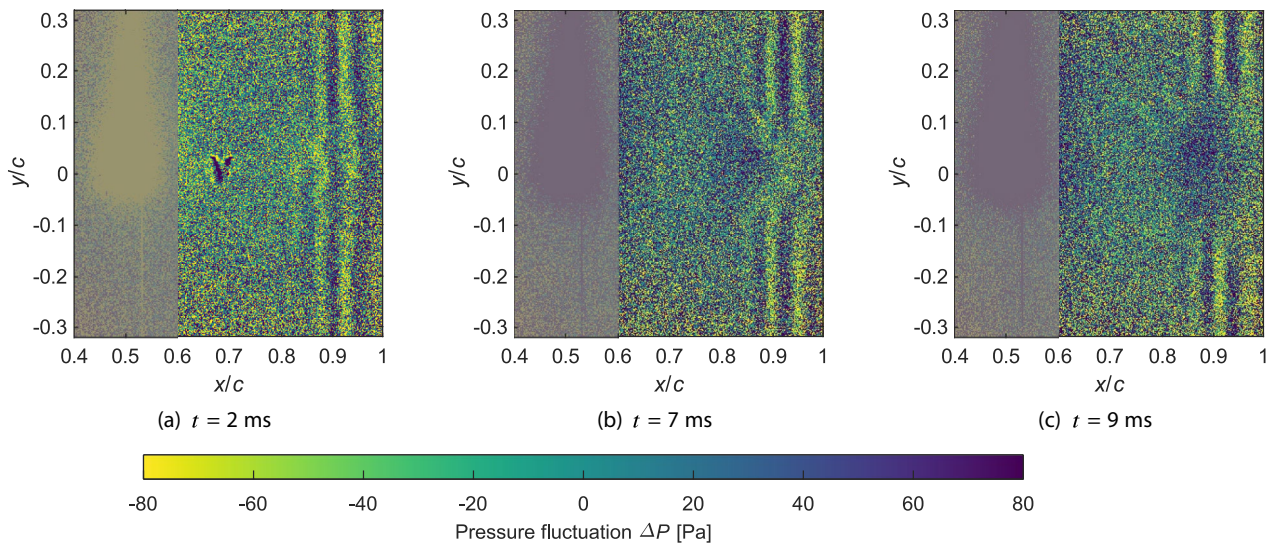 0.3
0.2
0.1
0
-0.1
-0.2
-0.3
y/c
0.4 0.5 0.6 0.7 0.8 0.9 1
x/c
(a) t = 2 ms
0.3
0.2
0.1
0
-0.1
-0.2
-0.3
y/c
0.4 0.5 0.6 0.7 0.8 0.9 1
x/c
(b) t = 7 ms
0.3
0.2
0.1
0
-0.1
-0.2
-0.3
y/c
0.4 0.5 0.6 0.7 0.8 0.9 1
x/c
(c) t = 9 ms
-80 -60 -40 -20 0 20 40 60 80
Pressure fluctuation ΔP [Pa]